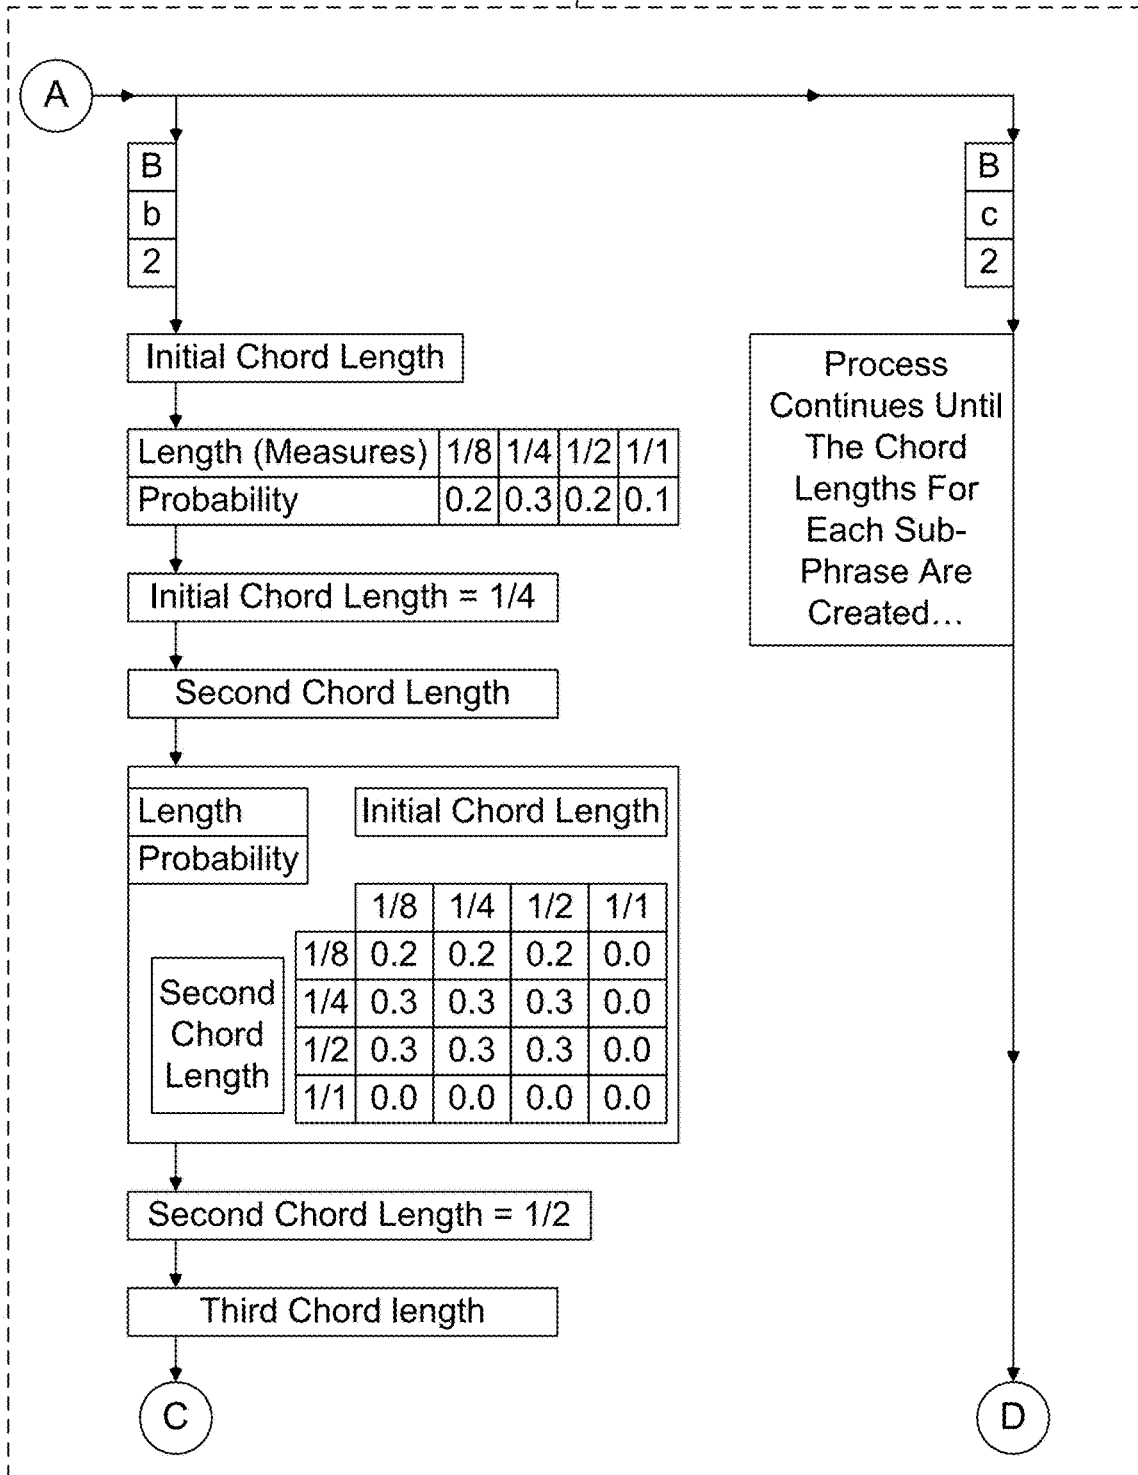 A
B
b
2
B
c
2
Initial Chord Length
Length (Measures) 1/8 1/4 1/2 1/1
Probability 0.2 0.3 0.2 0.1
Initial Chord Length = 1/4
Second Chord Length
Process
Continues Until
The Chord
Lengths For
Each Sub-
Phrase Are
Created...
Length
Probability
Initial Chord Length
1/8 1/4 1/2 1/1
Second
Chord
Length
1/8 0.2 0.2 0.2 0.0
1/4 0.3 0.3 0.3 0.0
1/2 0.3 0.3 0.3 0.0
1/1 0.0 0.0 0.0 0.0
Second Chord Length = 1/2
Third Chord length
C
D